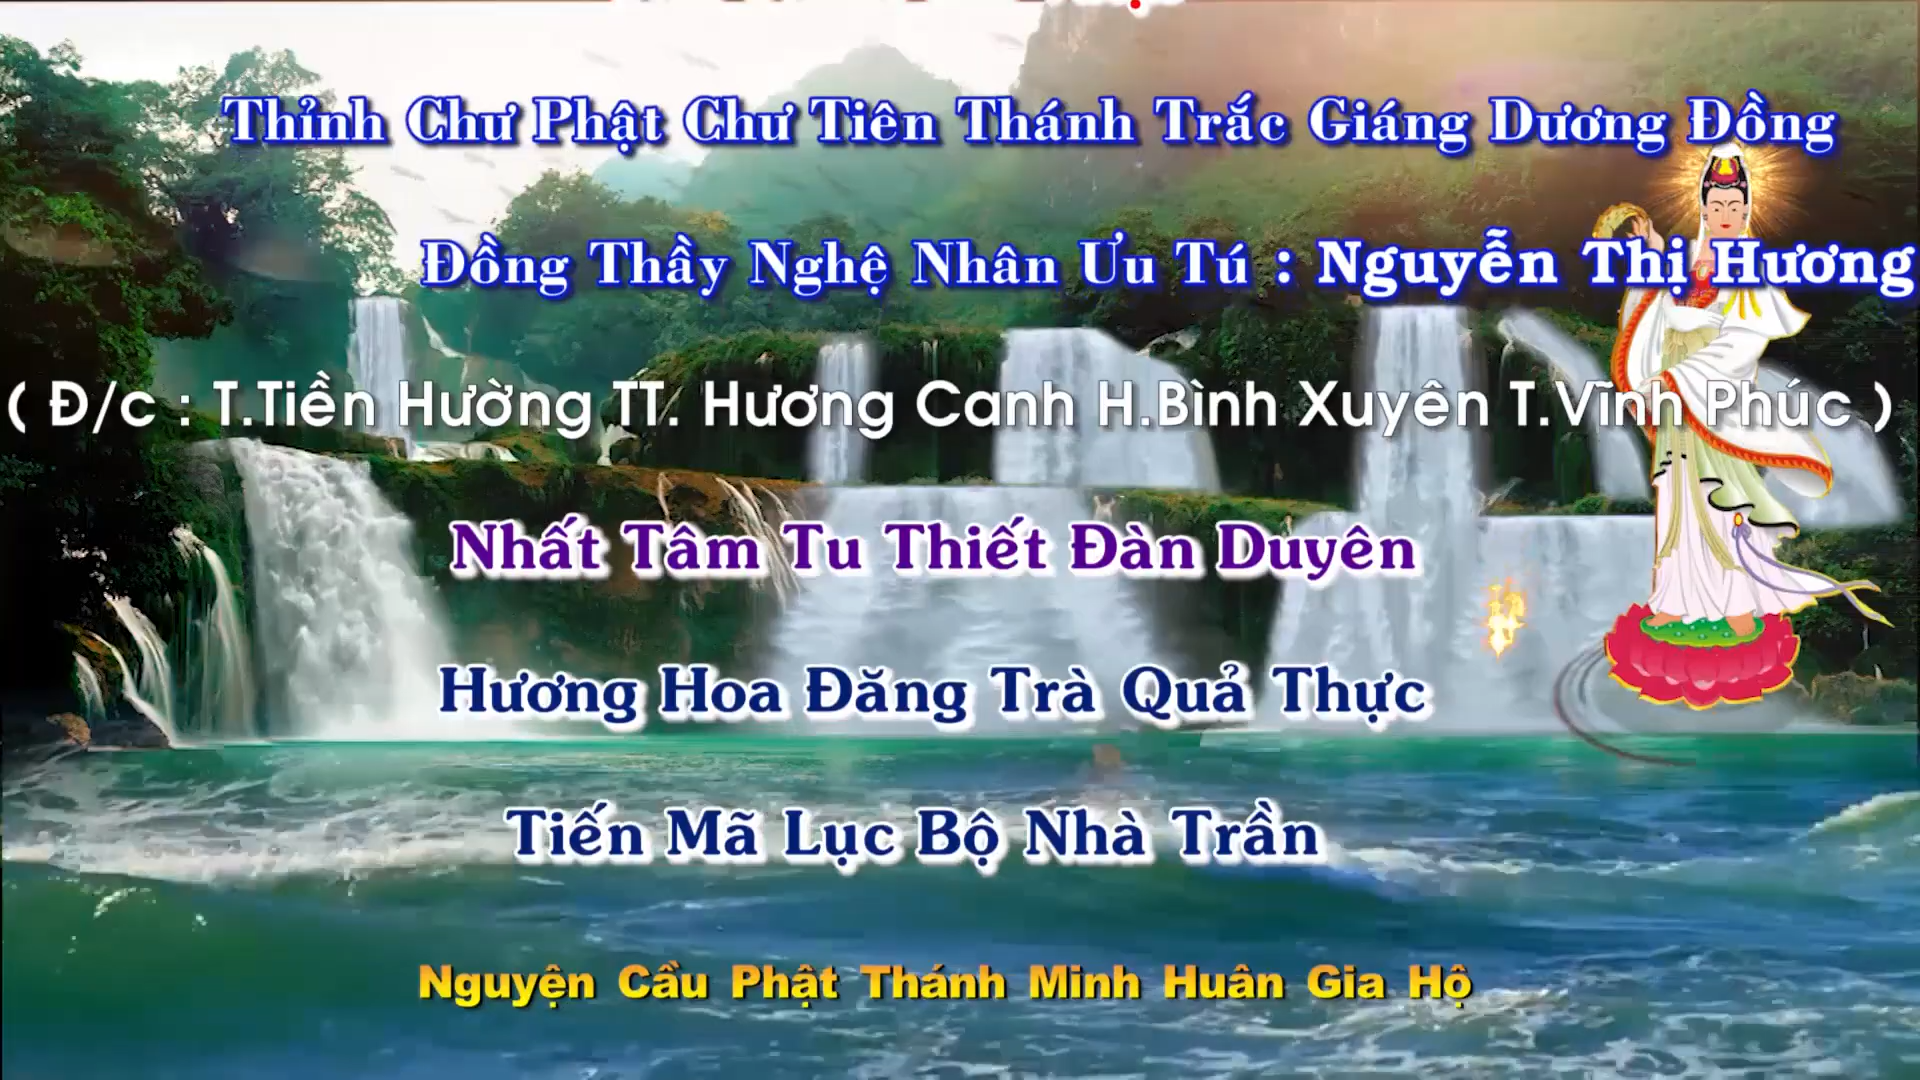 Thỉnh Chư Phật Chư Tiên Thánh Trắc Giáng Dương Đồng
Đồng Thầy Nghệ Nhân Ưu Tú : Nguyễn Thị Hương
( Đ/c : T.Tiền Hường TT. Hương Canh H.Bình Xuyên T.Vĩnh Phúc )
Nhất Tâm Tu Thiết Đàn Duyên
Hương Hoa Đăng Trà Quả Thực
Tiến Mã Lục Bộ Nhà Trần
Nguyện Cầu Phật Thánh Minh Huân Gia Hộ